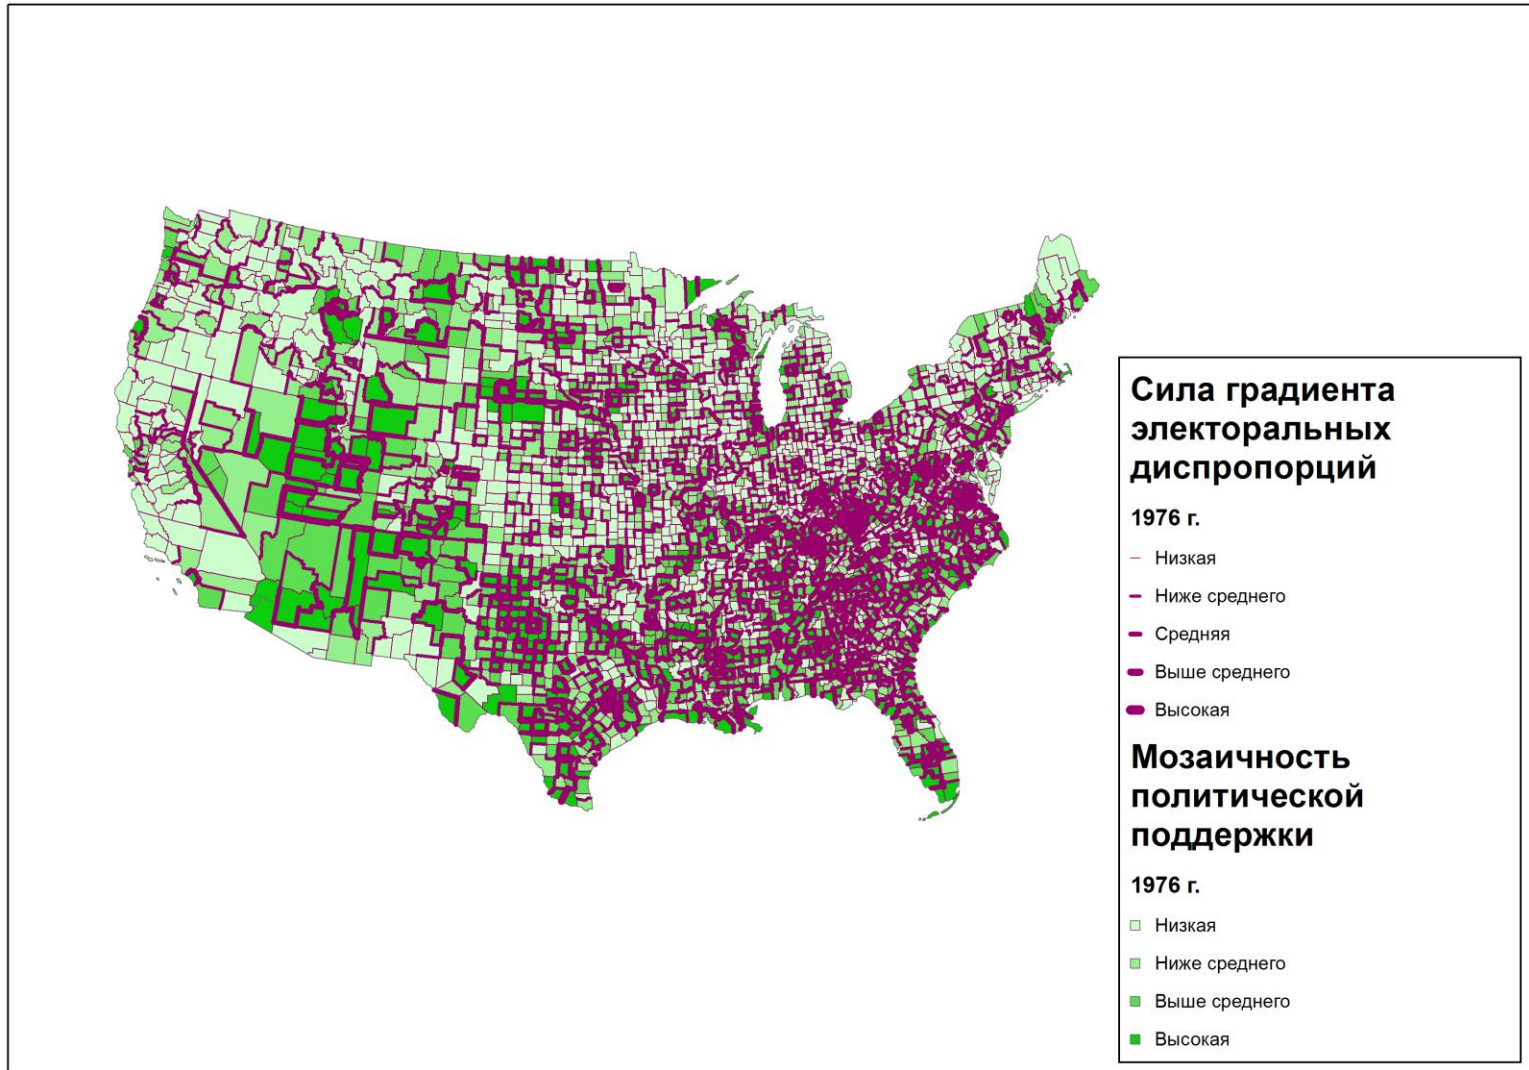 Сила градиента
электоральных
диспропорций
1976 г.
Низкая
Ниже среднего
Средняя
Выше среднего
Высокая
Мозаичность
политической
поддержки
1976 г.
Низкая
Ниже среднего
Выше среднего
Высокая